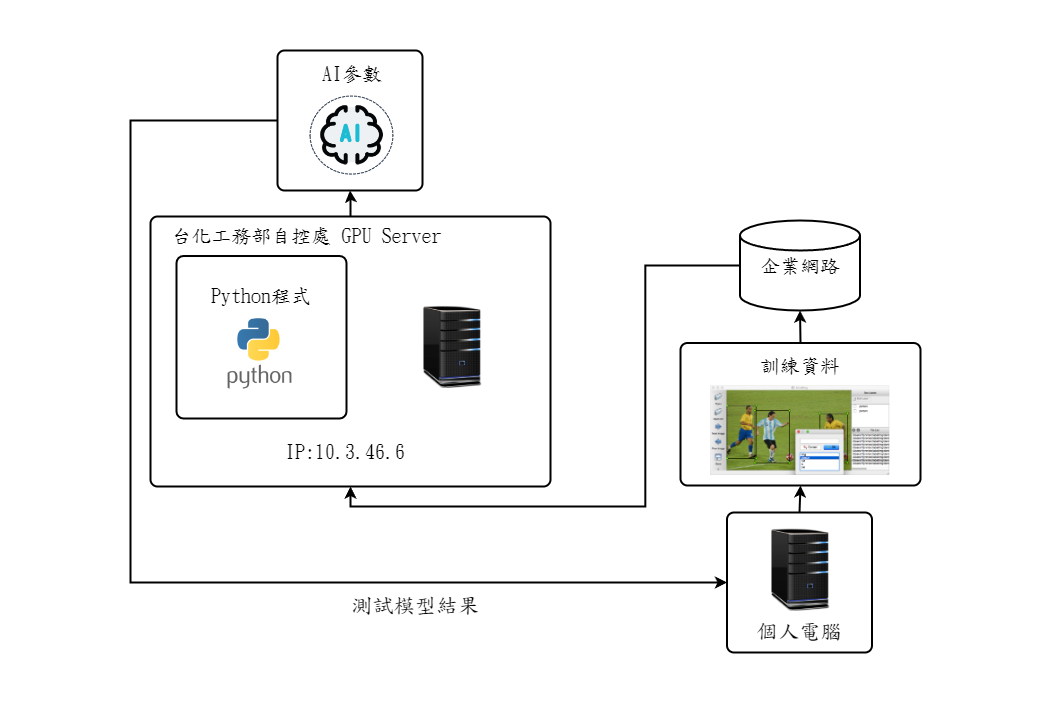 AI參數
AI
台化工務部自控處 GPU Server
Python程式
python
IP:10.3.46.6
企業網路
訓練資料
個人電腦
測試模型結果